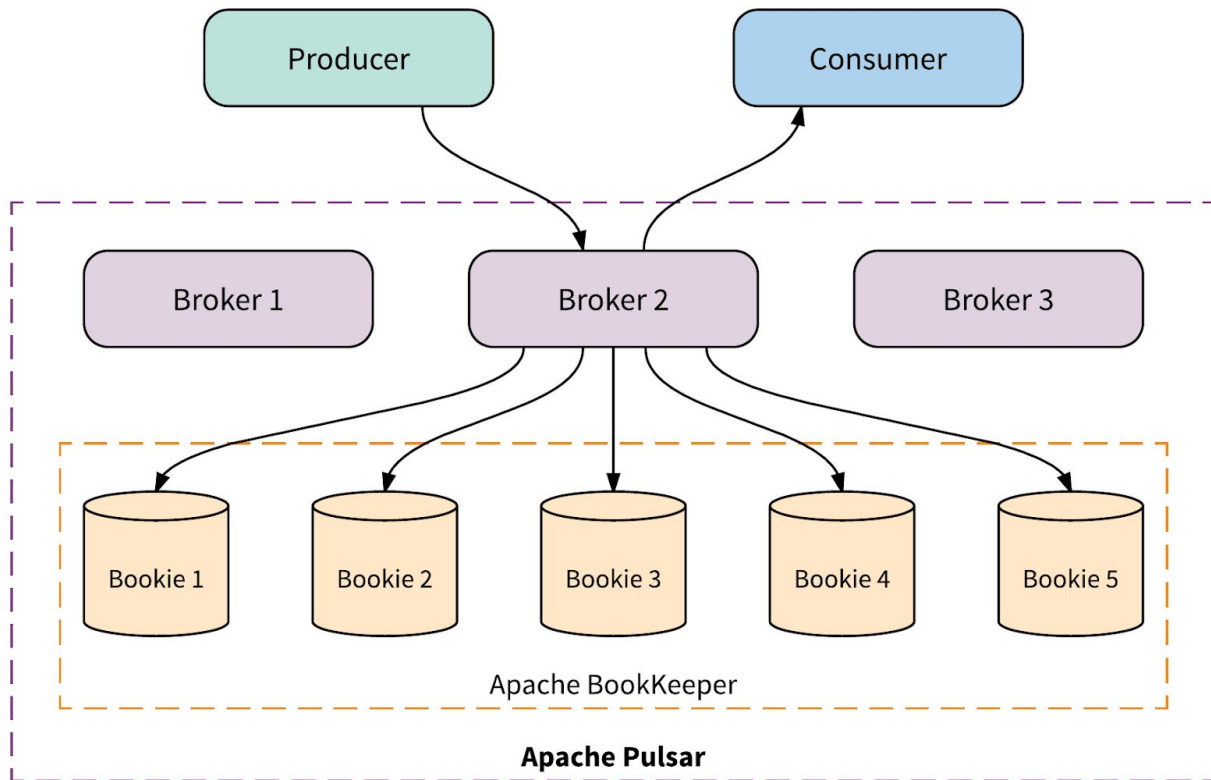 Producer
Consumer
Broker 1
Broker 2
Broker 3
Bookie 1
Bookie 2
Bookie 3
Bookie 4
Bookie 5
Apache BookKeeper
Apache Pulsar